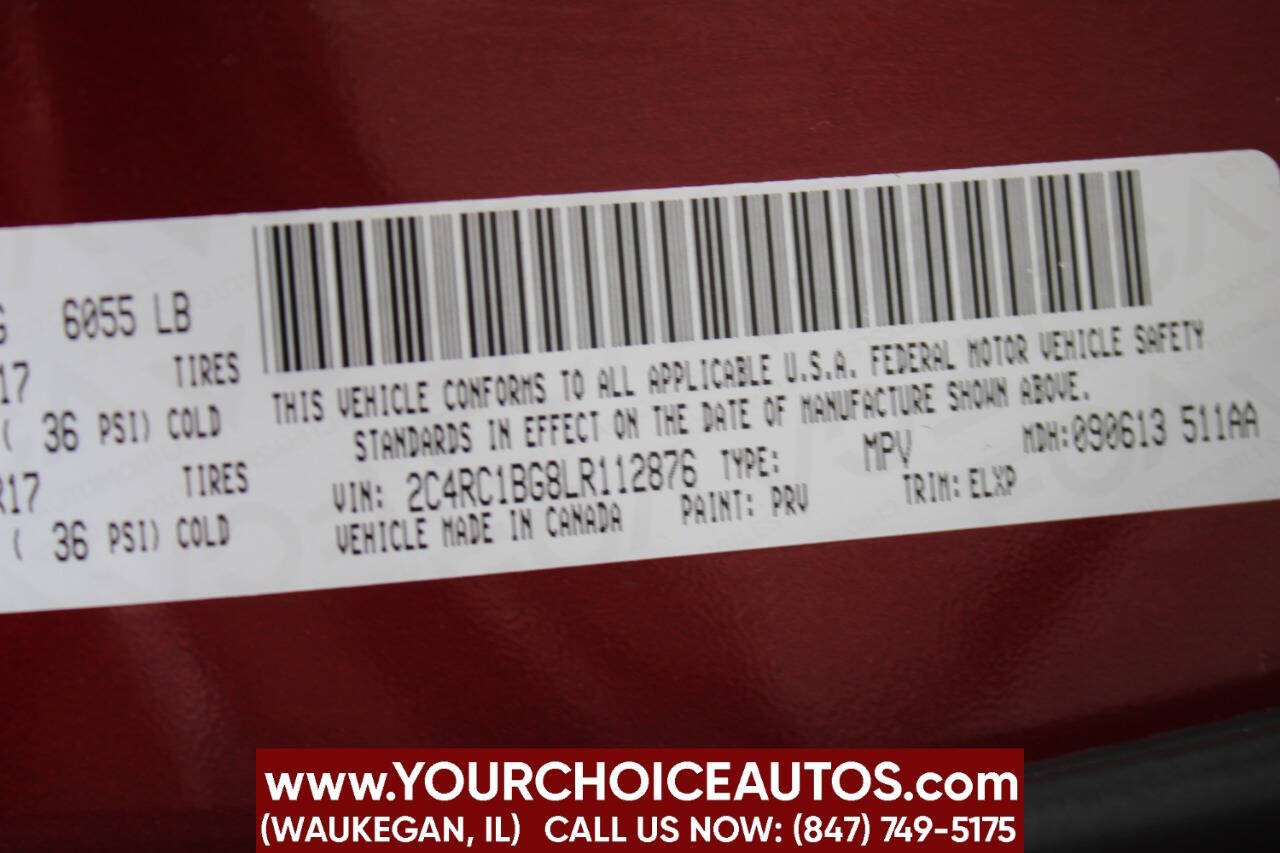 G 6055 LB
R17 TIRES
( 36 PSI) COLD
R17 TIRES
( 36 PSI) COLD
THIS VEHICLE CONFORMS TO ALL APPLICABLE U.S.A. FEDERAL MOTOR VEHICLE SAFETY
STANDARDS IN EFFECT ON THE DATE OF MANUFACTURE SHOWN ABOVE.
VIN: 2C4RC1BG8LR112876 TYPE: MPV MDH:090613 511AA
VEHICLE MADE IN CANADA PAINT: PRV TRIM: ELXP
www.YOURCHOICEAUTOS.com
(WAUKEGAN, IL) CALL US NOW: (847) 749-5175